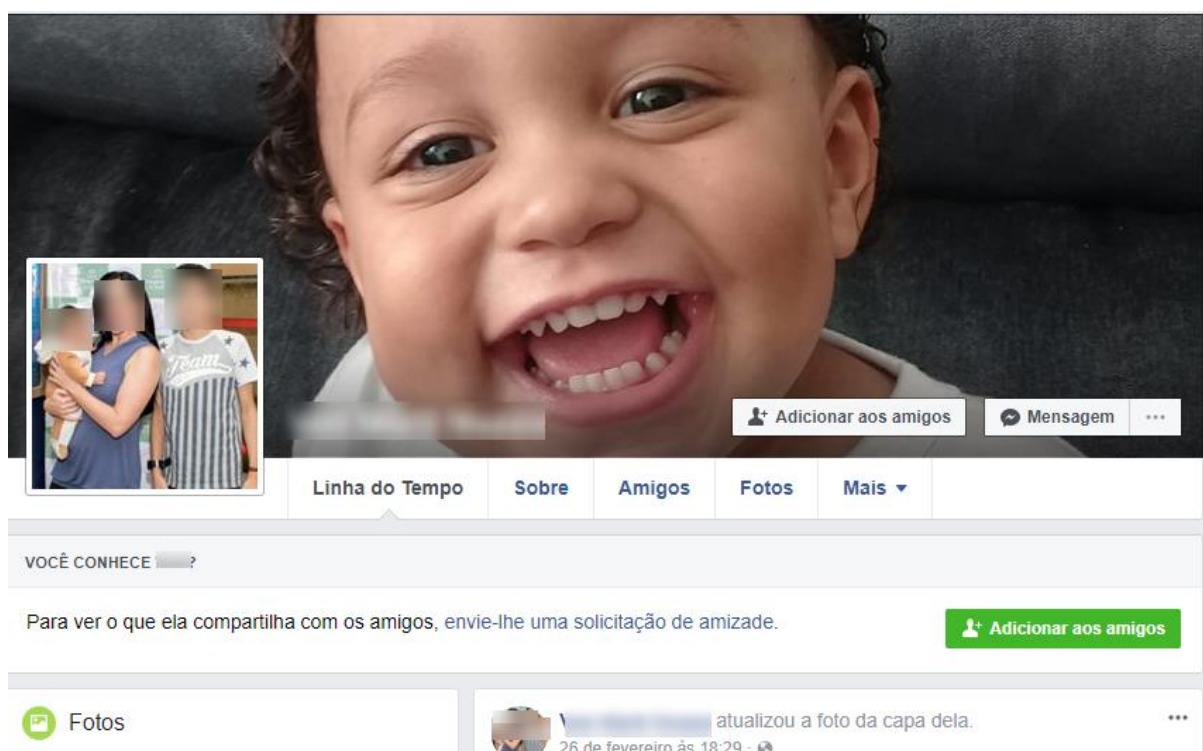 Team
Adicionar aos amigos
Mensagem
Linha do Tempo
Sobre
Amigos
Fotos
Mais
VOCÊ CONHECE ?
Para ver o que ela compartilha com os amigos, envie-lhe uma solicitação de amizade.
Adicionar aos amigos
Fotos
atualizou a foto da capa dela.
26 de fevereiro às 18:29